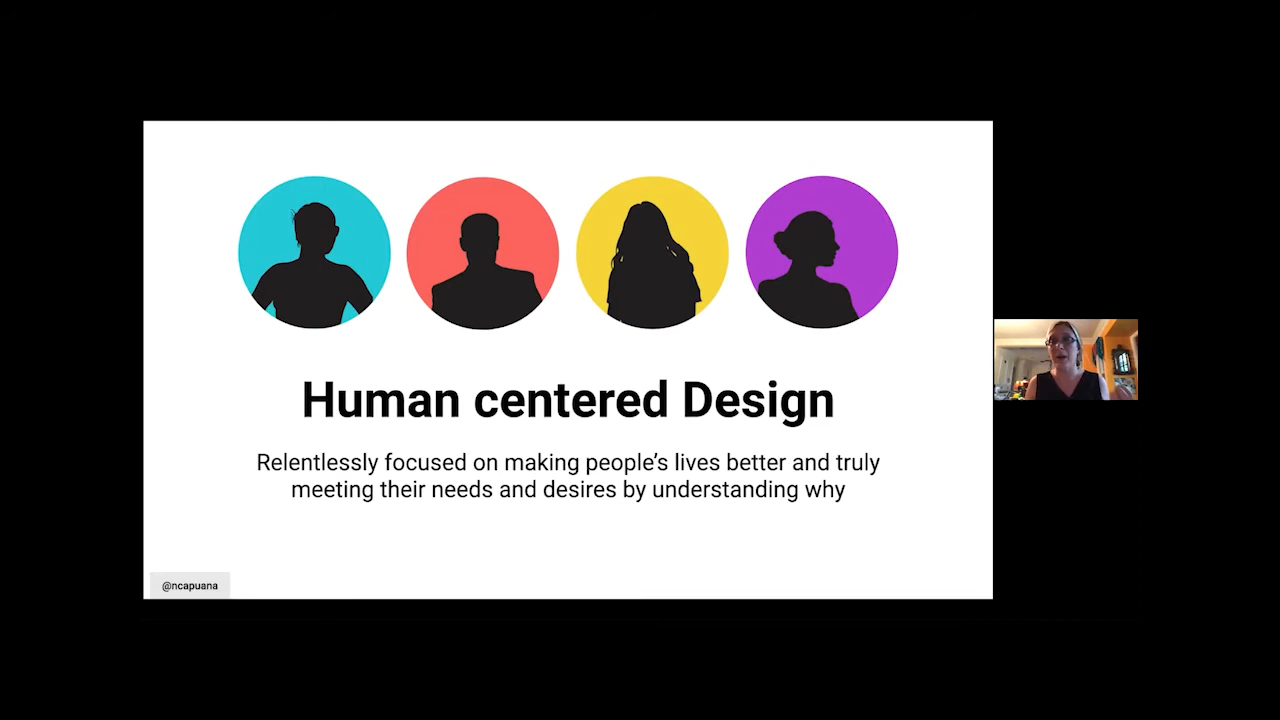 Human centered Design
Relentlessly focused on making people’s lives better and truly
meeting their needs and desires by understanding why
@ncapuana